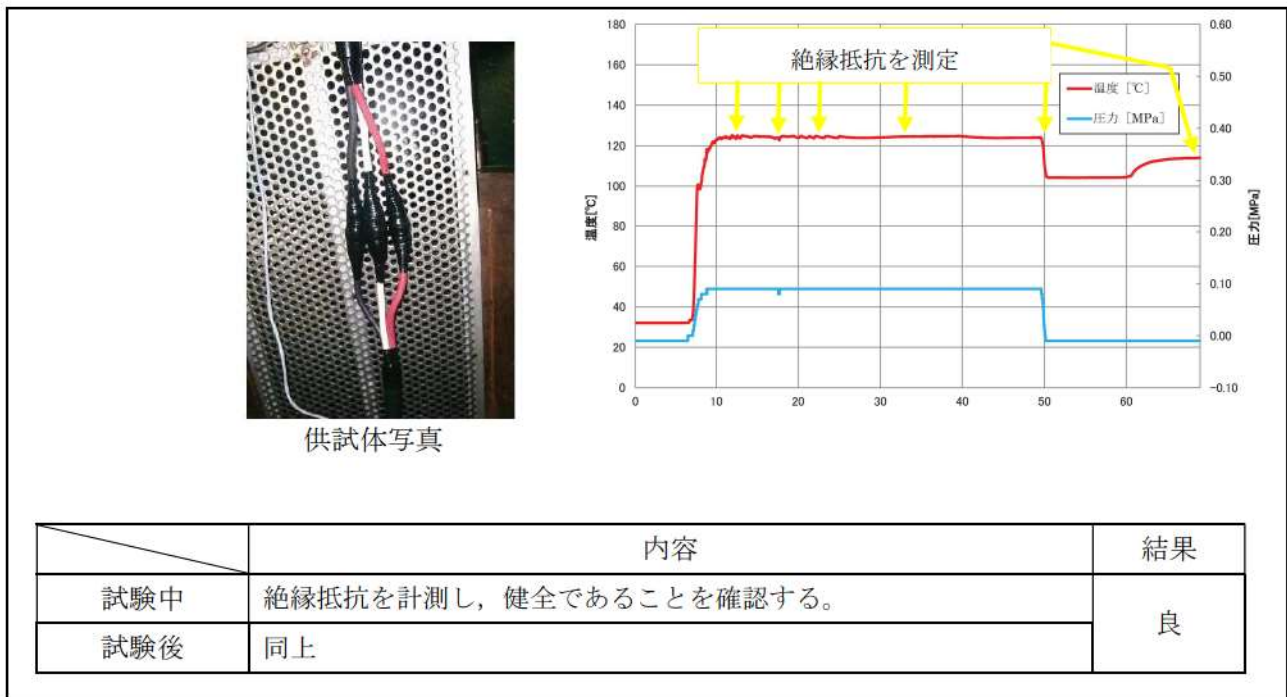 180
160
140
120
100
80
60
40
20
0
温度[℃]
絶縁抵抗を測定
温度 [℃]
圧力 [MPa]
0.60
0.50
0.40
0.30
0.20
0.10
0.00
-0.10
圧力[MPa]
0 10 20 30 40 50 60
供試体写真
内容 結果
試験中 絶縁抵抗を計測し,健全であることを確認する。 良
試験後 同上